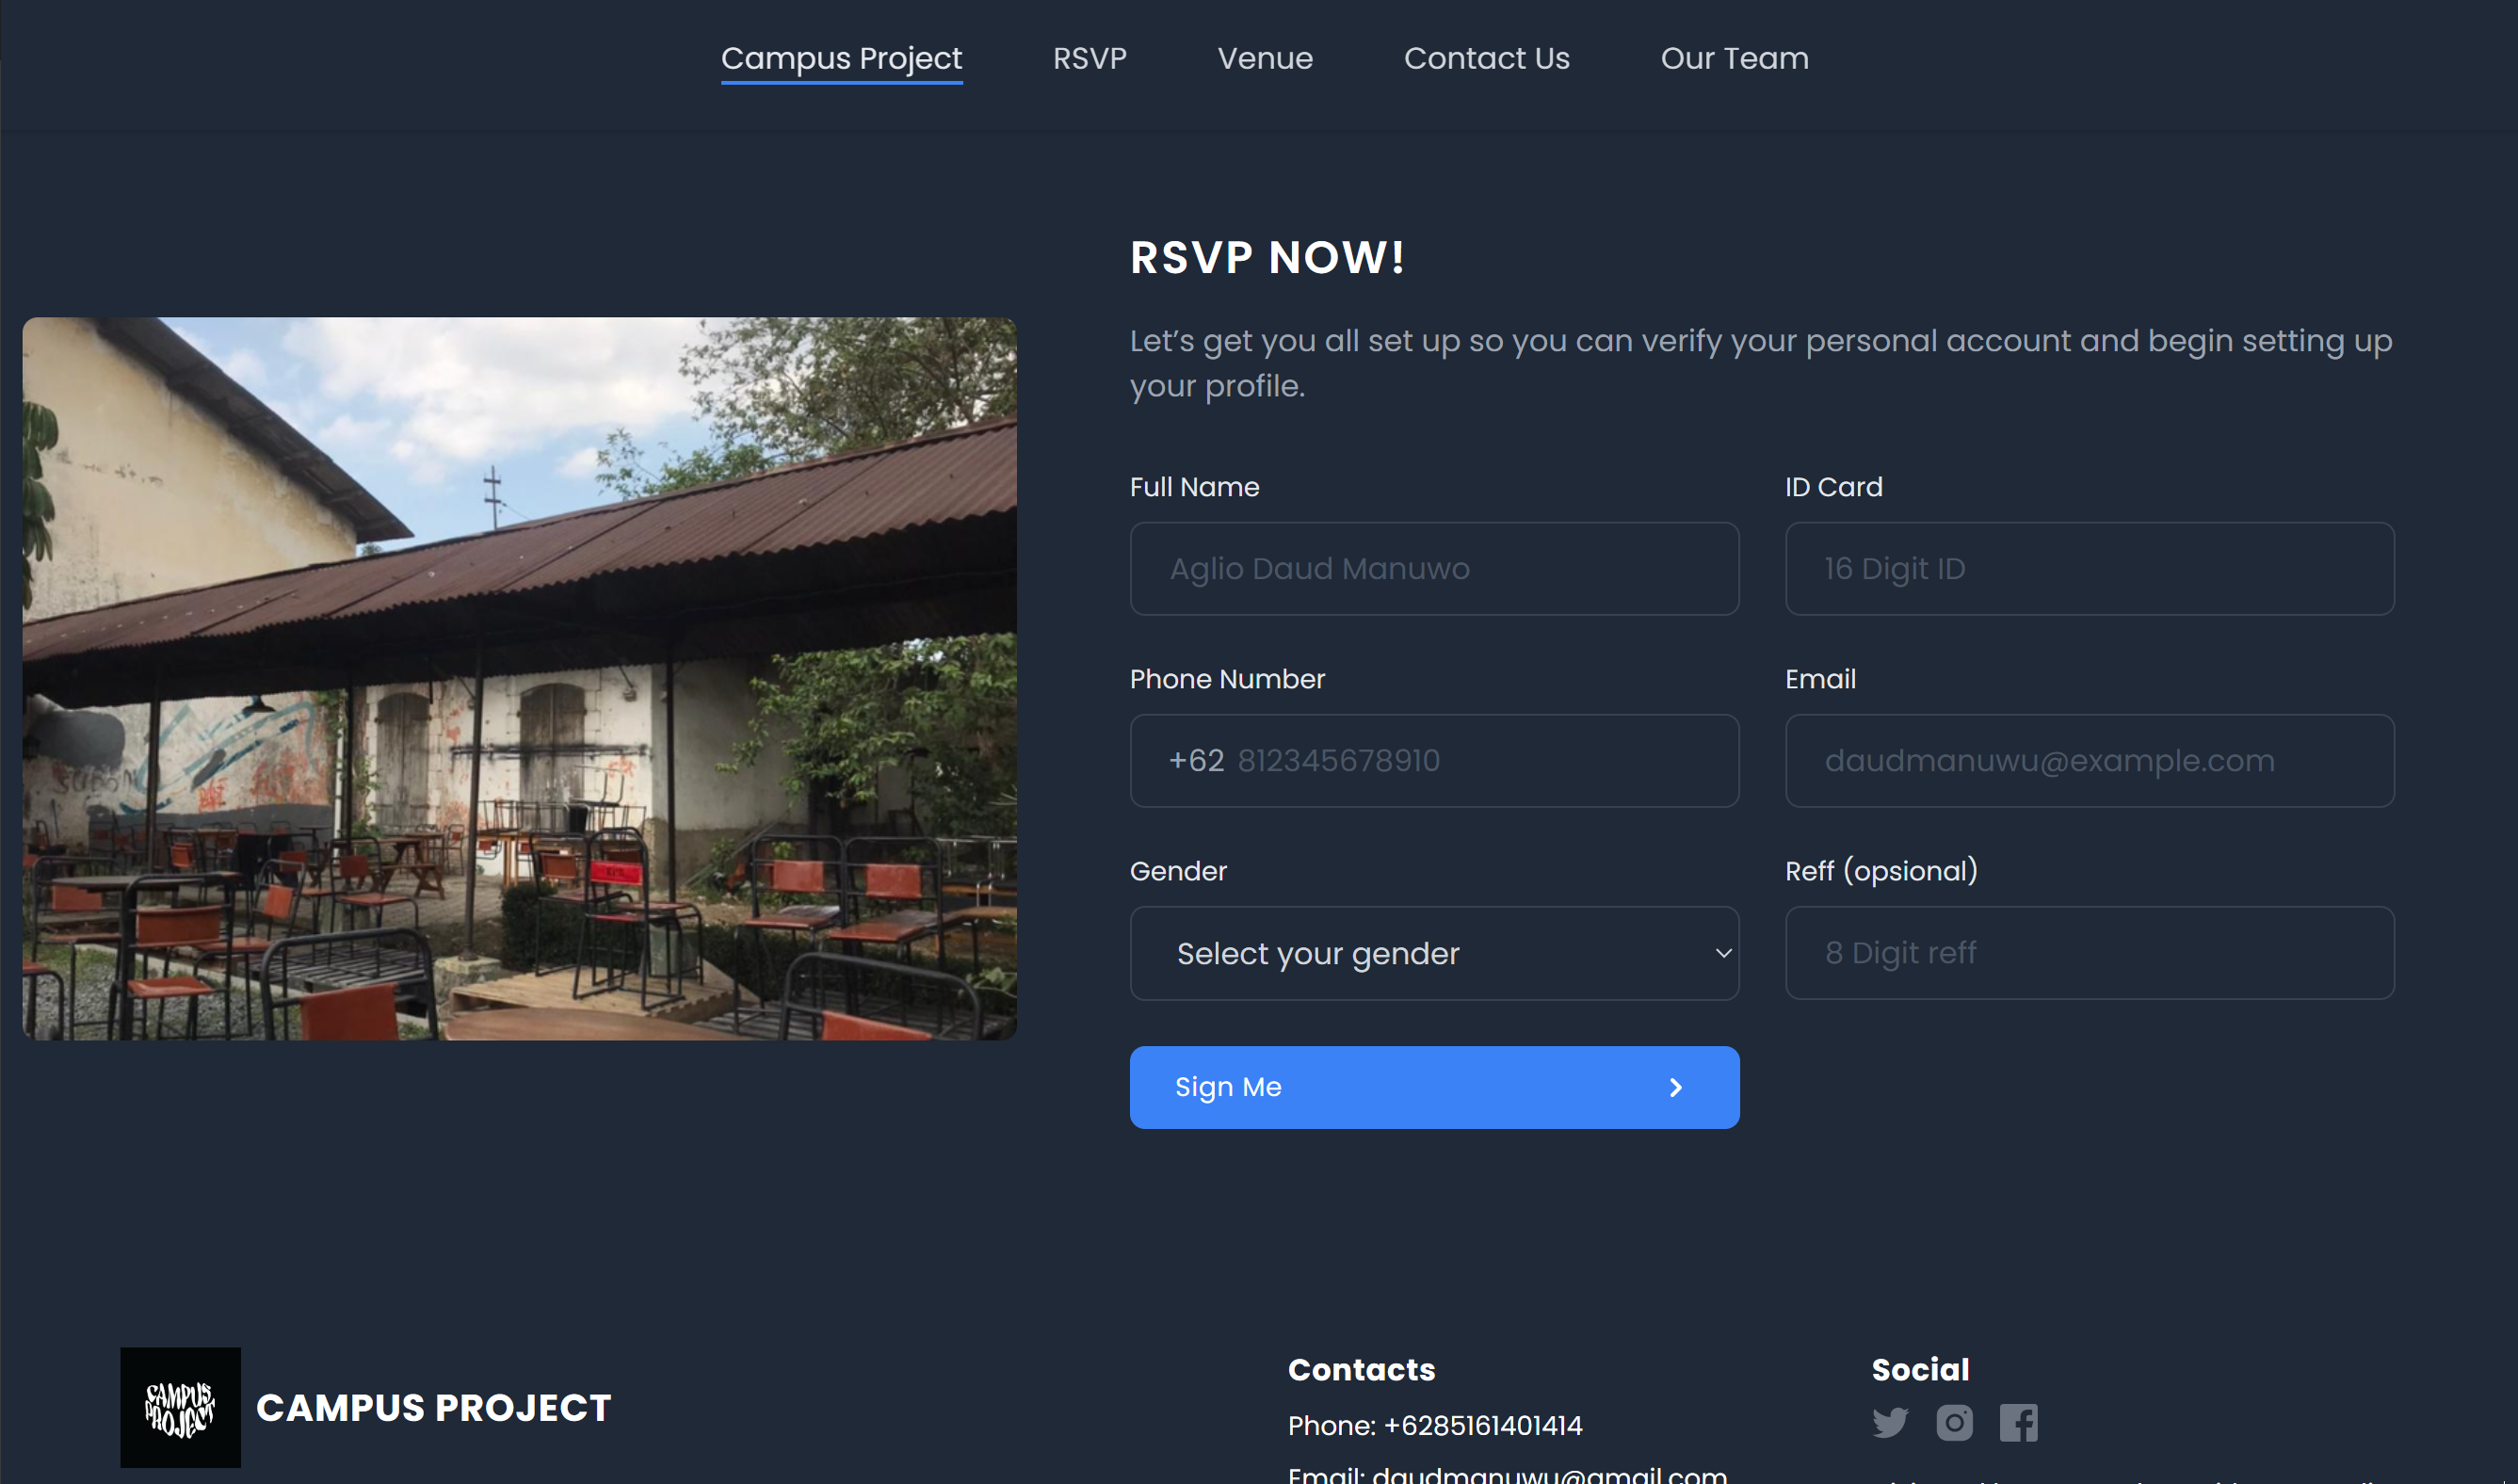 Campus Project RSVP Venue Contact Us Our Team
RSVP NOW!
Let’s get you all set up so you can verify your personal account and begin setting up
your profile.
Full Name
Aglio Daud Manuwo
ID Card
16 Digit ID
Phone Number
+62 812345678910
Email
daudmanuwu@example.com
Gender
Select your gender
Reff (opsional)
8 Digit reff
Sign Me
CAMPUS PROJECT
CAMPUS PROJECT
Contacts
Phone: +6285161401414
Email: daudmanuwu@gmail.com
Social